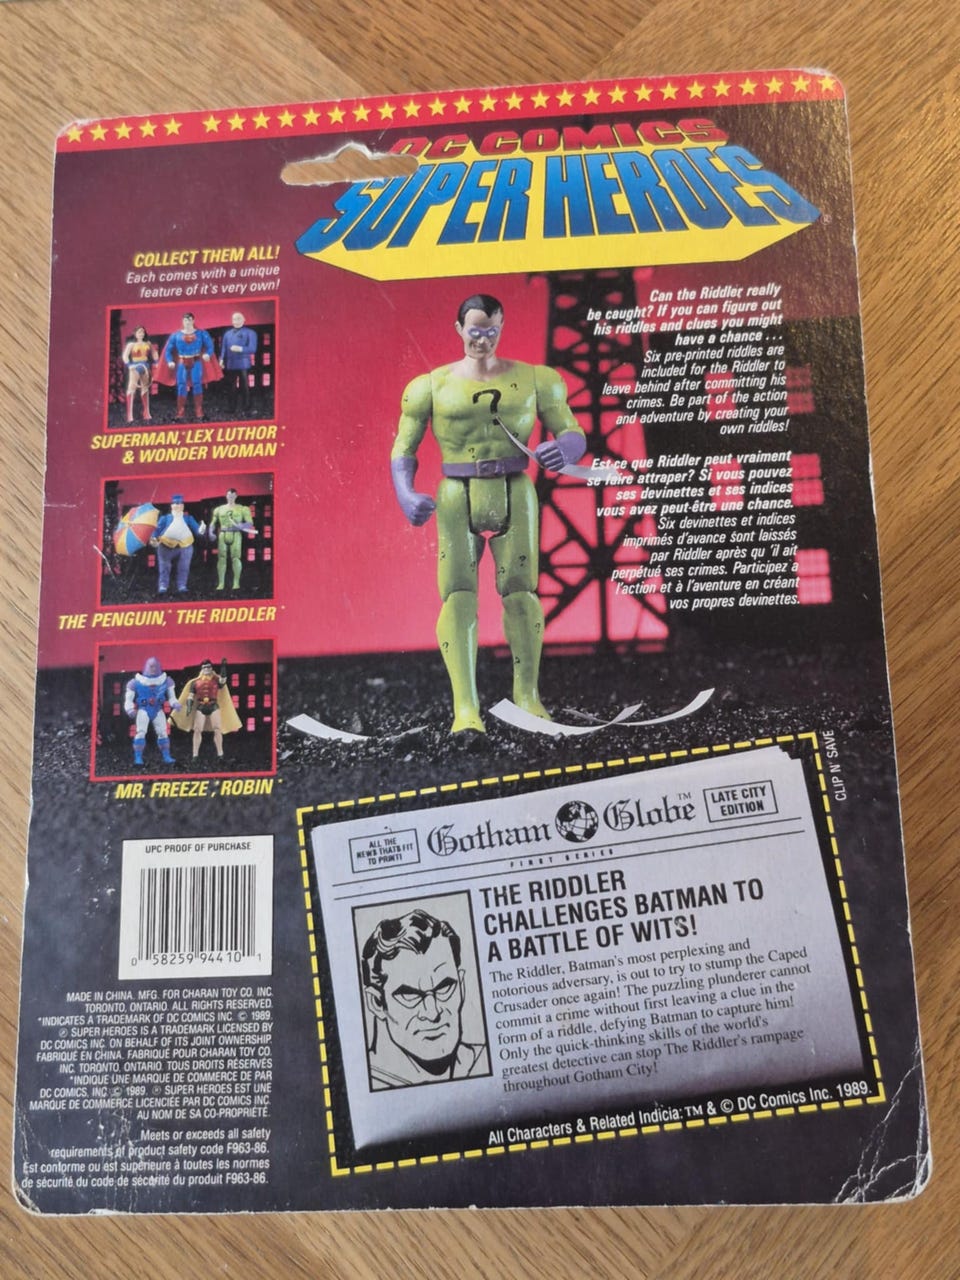 DC COMICS
SUPER HEROES
®
COLLECT THEM ALL!
Each comes with a unique
feature of it's very own!
SUPERMAN,* LEX LUTHOR*
& WONDER WOMAN*
THE PENGUIN,* THE RIDDLER*
MR. FREEZE*, ROBIN*
Can the Riddler really
be caught? If you can figure out
his riddles and clues you might
have a chance . . .
Six pre-printed riddles are
included for the Riddler to
leave behind after committing his
crimes. Be part of the action
and adventure by creating your
own riddles!
Est-ce que Riddler peut vraiment
se faire attraper? Si vous pouvez
ses devinettes et ses indices
vous avez peut-être une chance.
Six devinettes et indices
imprimés d'avance sont laissés
par Riddler après qu 'il ait
perpétué ses crimes. Participez à
l'action et à l'aventure en créant
vos propres devinettes.
CLIP N' SAVE
ALL THE
NEWS THATS FIT
TO PRINT!
Gotham Globe™
LATE CITY
EDITION
FIRST SERIES
THE RIDDLER
CHALLENGES BATMAN TO
A BATTLE OF WITS!
The Riddler, Batman's most perplexing and
notorious adversary, is out to try to stump the Caped
Crusader once again! The puzzling plunderer cannot
commit a crime without first leaving a clue in the
form of a riddle, defying Batman to capture him!
Only the quick-thinking skills of the world's
greatest detective can stop The Riddler's rampage
throughout Gotham City!
All Characters & Related Indicia: TM & © DC Comics Inc. 1989.
UPC PROOF OF PURCHASE
0 58259 94410 1
MADE IN CHINA. MFG. FOR CHARAN TOY CO. INC.
TORONTO, ONTARIO. ALL RIGHTS RESERVED.
*INDICATES A TRADEMARK OF DC COMICS INC. © 1989.
® SUPER HEROES IS A TRADEMARK LICENSED BY
DC COMICS INC. ON BEHALF OF ITS JOINT OWNERSHIP.
FABRIQUÉ EN CHINA. FABRIQUÉ POUR CHARAN TOY CO.
INC. TORONTO, ONTARIO. TOUS DROITS RÉSERVÉS
*INDIQUE UNE MARQUE DE COMMERCE DE PAR
DC COMICS, INC. © 1989. ® SUPER HEROES EST UNE
MARQUE DE COMMERCE LICENCIÉE PAR DC COMICS INC.
AU NOM DE SA CO-PROPRIÉTÉ.
Meets or exceeds all safety
requirements of product safety code F963-86.
Est conforme ou est supérieure à toutes les normes
de sécurité du code de sécurité du produit F963-86.